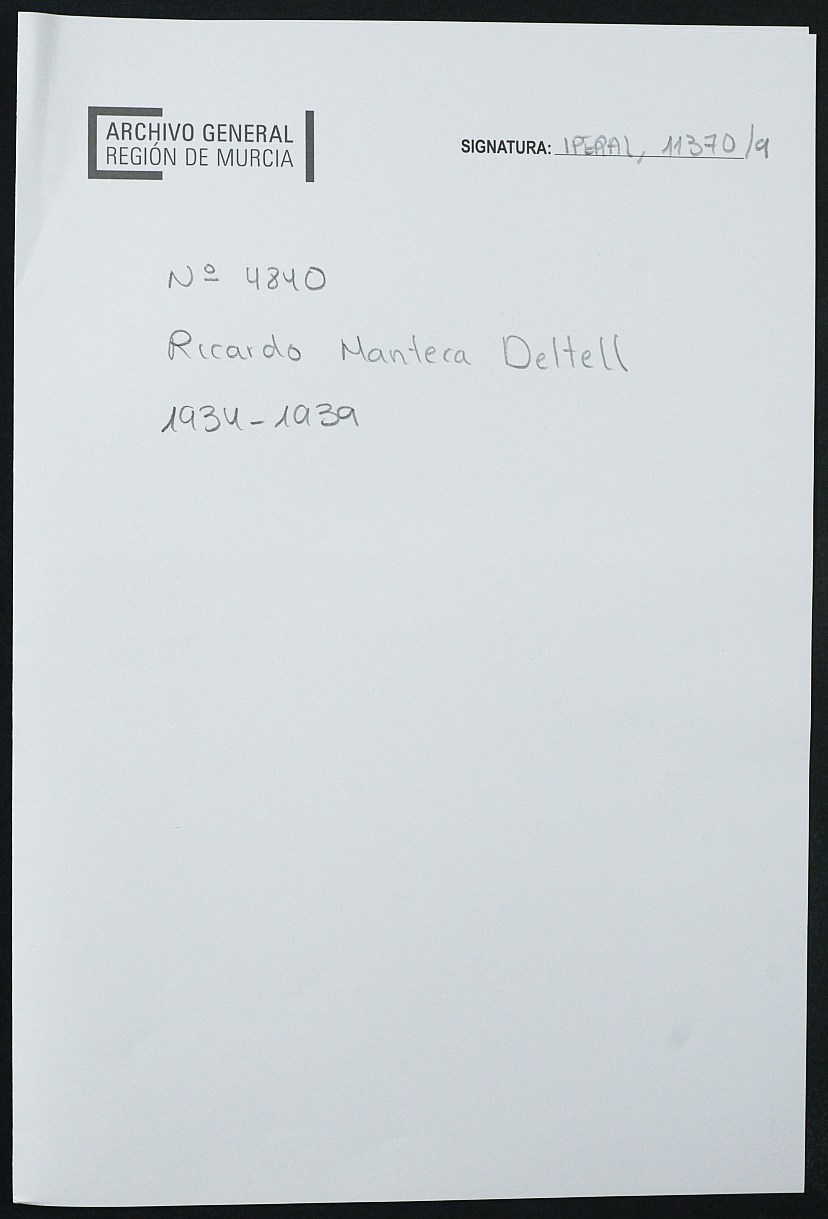 ARCHIVO GENERAL
REGIÓN DE MURCIA
SIGNATURA: IPERAL, 11370/9
Nº 4840
Ricardo Manteca Deltell
1934-1939